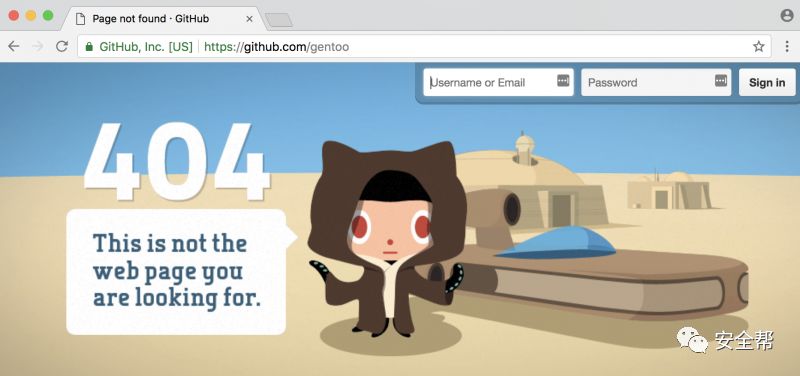 Page not found · GitHub
GitHub, Inc. [US] https://github.com/gentoo
Username or Email
Password
Sign in
404
This is not the
web page you
are looking for.
安全帮